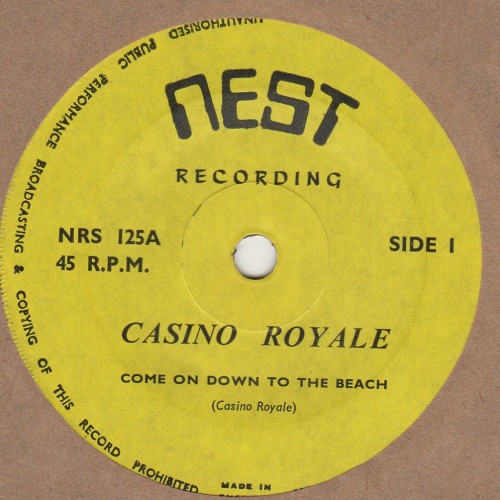 NEST
RECORDING
NRS 125A
SIDE 1
45 R.P.M.
CASINO ROYALE
COME ON DOWN TO THE BEACH
(Casino Royale)
MADE IN
UNAUTHORISED PUBLIC PERFORMANCE BROADCASTING & COPYING OF THIS RECORD PROHIBITED